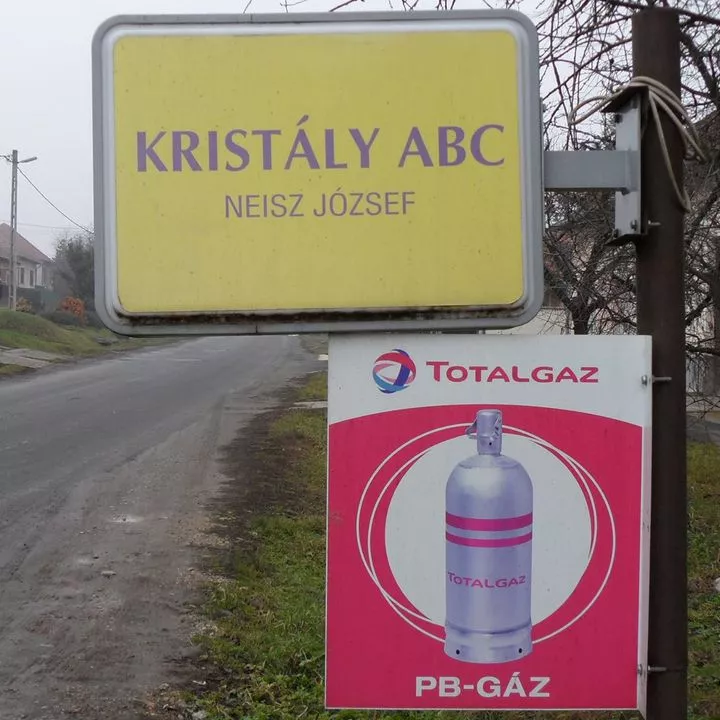 KRISTÁLY ABC
NEISZ JÓZSEF
TOTALGAZ
TOTALGAZ
PB-GÁZ